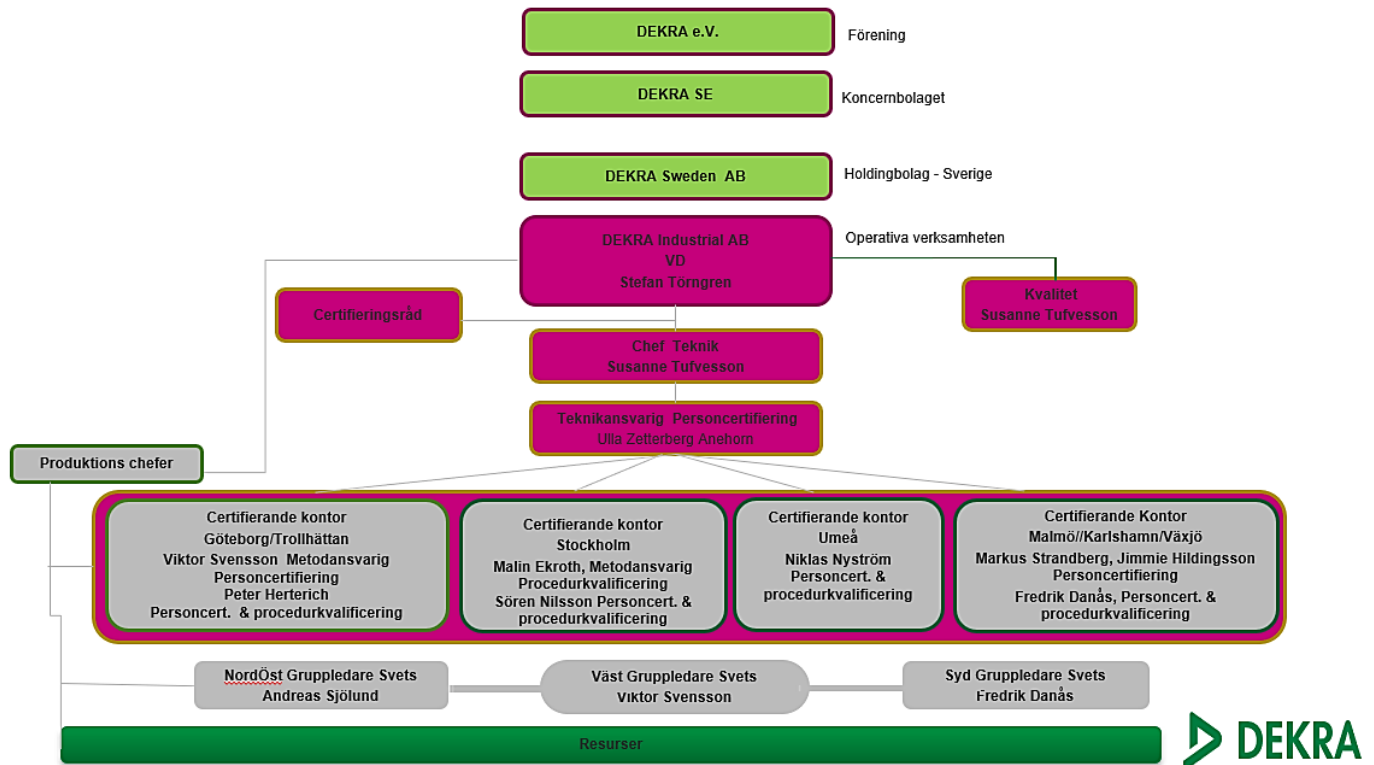 DEKRA e.V.
Förening
DEKRA SE
Koncernbolaget
DEKRA Sweden AB
Holdingbolag - Sverige
DEKRA Industrial AB
VD
Stefan Törngren
Operativa verksamheten
Kvalitet
Susanne Tufvesson
Certifieringsråd
Chef Teknik
Susanne Tufvesson
Teknikansvarig Personcertifiering
Ulla Zetterberg Anehorn
Produktions chefer
Certifierande kontor
Göteborg/Trollhättan
Viktor Svensson Metodansvarig
Personcertifiering
Peter Herterich
Personcert. & procedurkvalificering
Certifierande kontor
Stockholm
Malin Ekroth, Metodansvarig
Procedurkvalificering
Sören Nilsson Personcert. &
procedurkvalificering
Certifierande kontor
Umeå
Niklas Nyström
Personcert. &
procedurkvalificering
Certifierande Kontor
Malmö//Karlshamn/Växjö
Markus Strandberg, Jimmie Hildingsson
Personcertifiering
Fredrik Danås, Personcert. &
procedurkvalificering
NordÖst Gruppledare Svets
Andreas Sjölund
Väst Gruppledare Svets
Viktor Svensson
Syd Gruppledare Svets
Fredrik Danås
Resurser
DEKRA